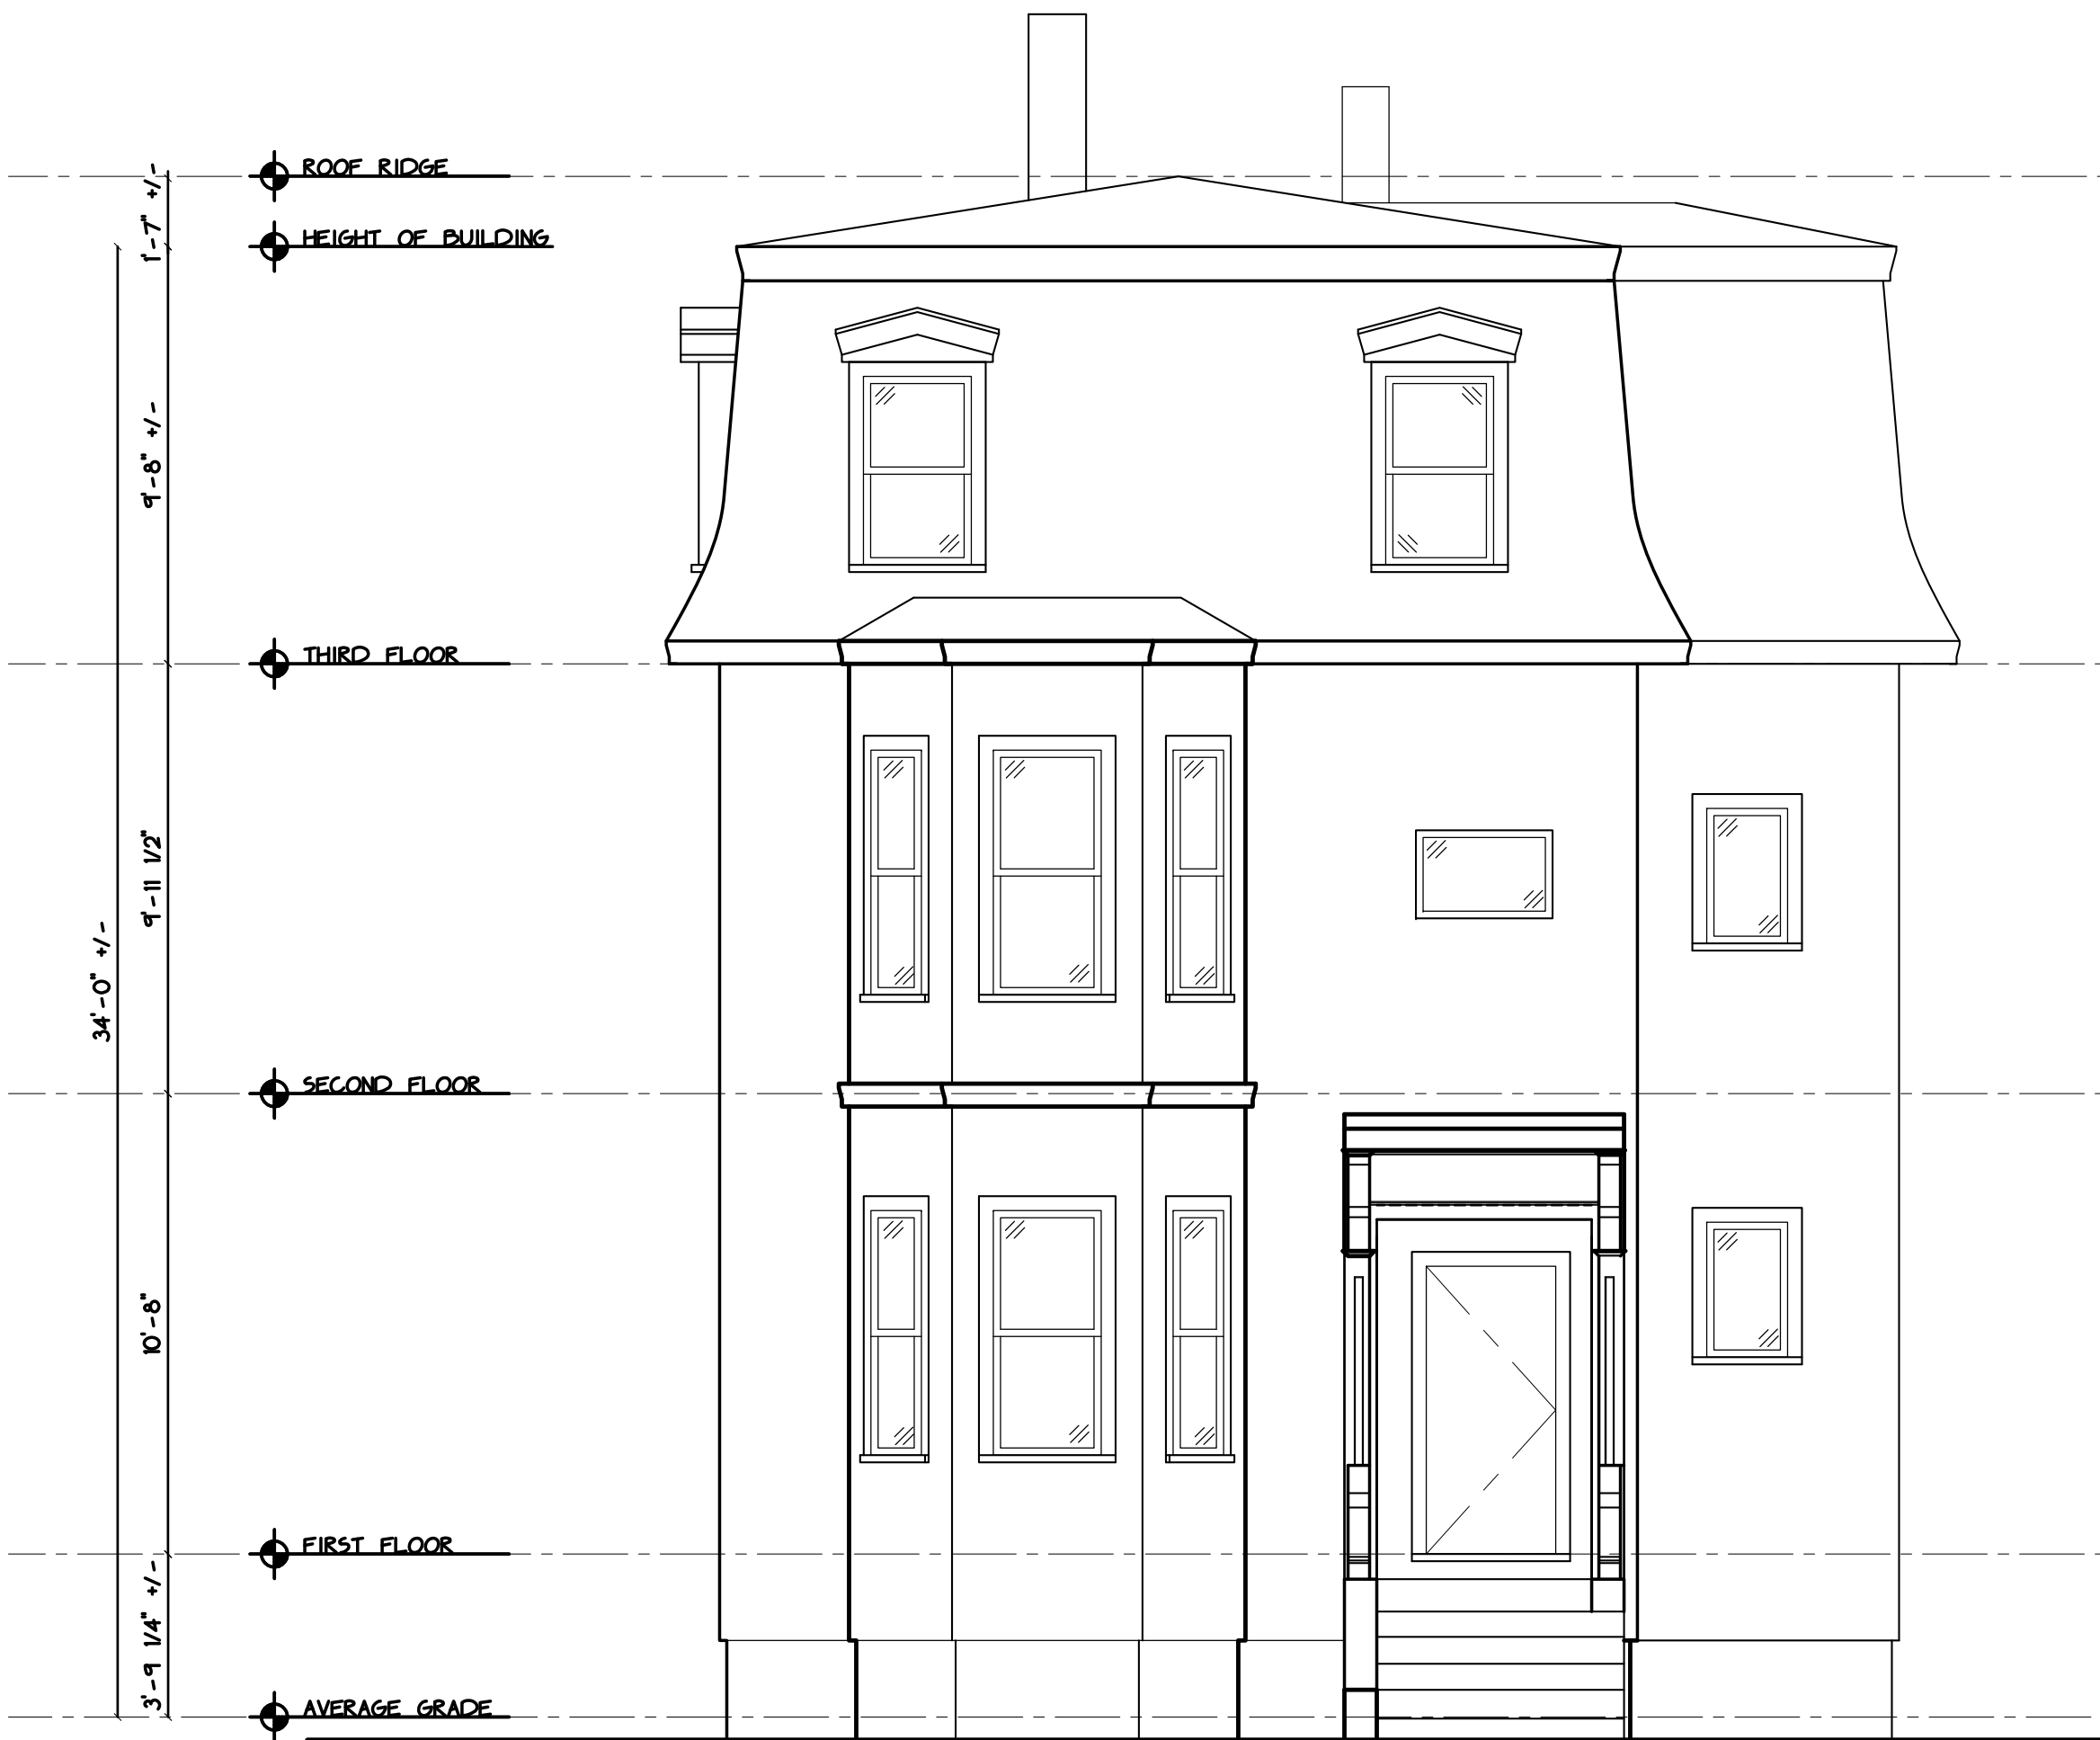 ROOF RIDGE
1'-7" +/-
HEIGHT OF BUILDING
9'-8" +/-
THIRD FLOOR
9'-11 1/2"
34'-0" +/-
SECOND FLOOR
10'-8"
FIRST FLOOR
3'-9 1/4" +/-
AVERAGE GRADE